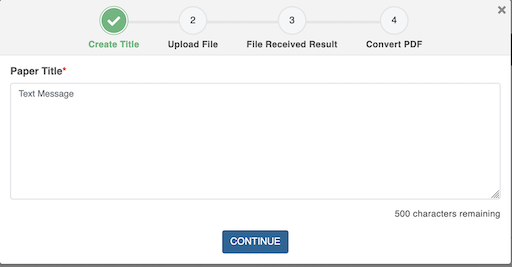 2 3 4
Create Title Upload File File Received Result Convert PDF
Paper Title*
Text Message
500 characters remaining
CONTINUE